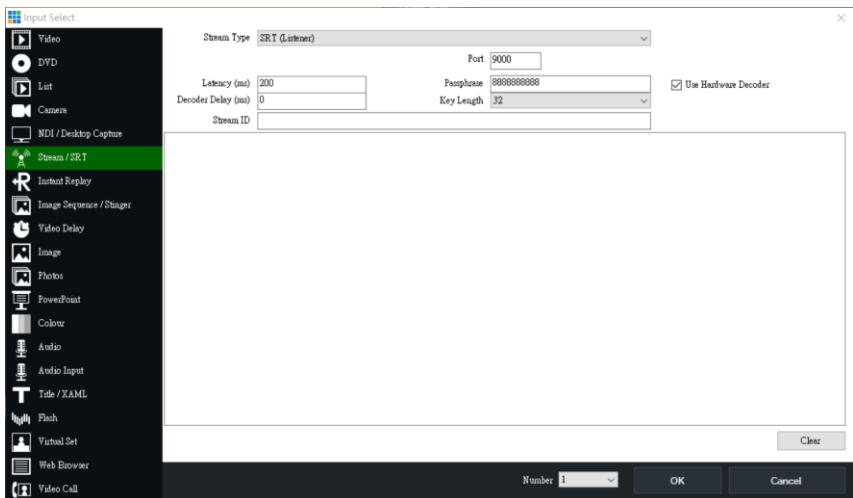 Input Select
Video
DVD
List
Camera
NDI / Desktop Capture
Stream / SRT
Instant Replay
Image Sequence / Stinger
Video Delay
Image
Photos
PowerPoint
Colour
Audio
Audio Input
Title / XAML
Flash
Virtual Set
Web Browser
Video Call
Stream Type SRT (Listener)
Port 9000
Latency (ms) 200 Passphrase 8888888888 Use Hardware Decoder
Decoder Delay (ms) 0 Key Length 32
Stream ID
Clear
Number 1 OK Cancel